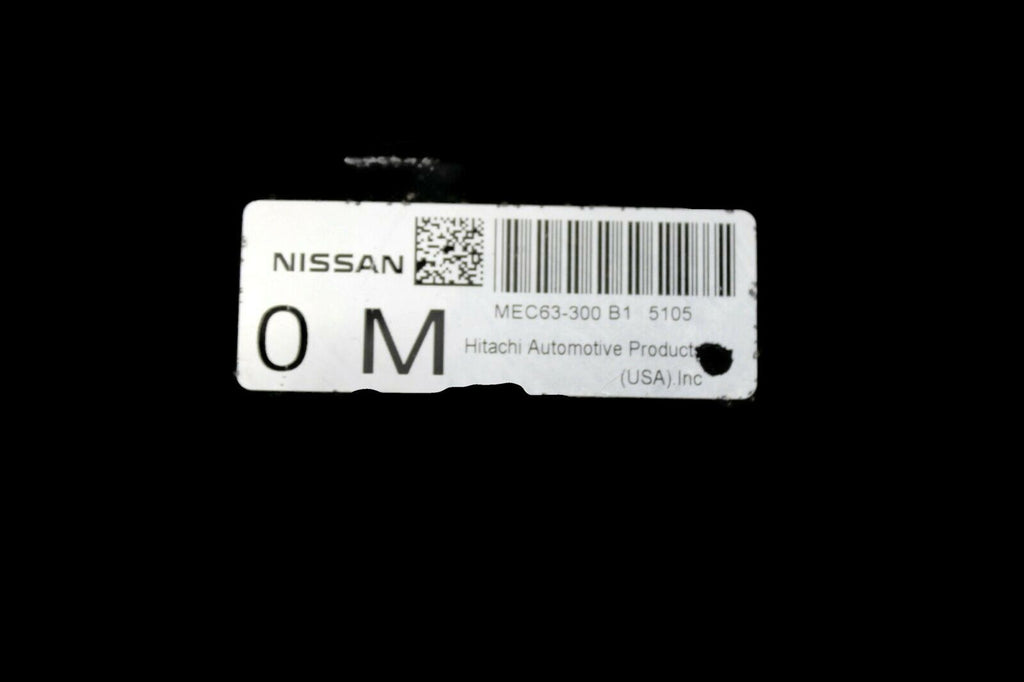 NISSAN
0 M
MEC63-300 B1 5105
Hitachi Automotive Product
(USA).Inc